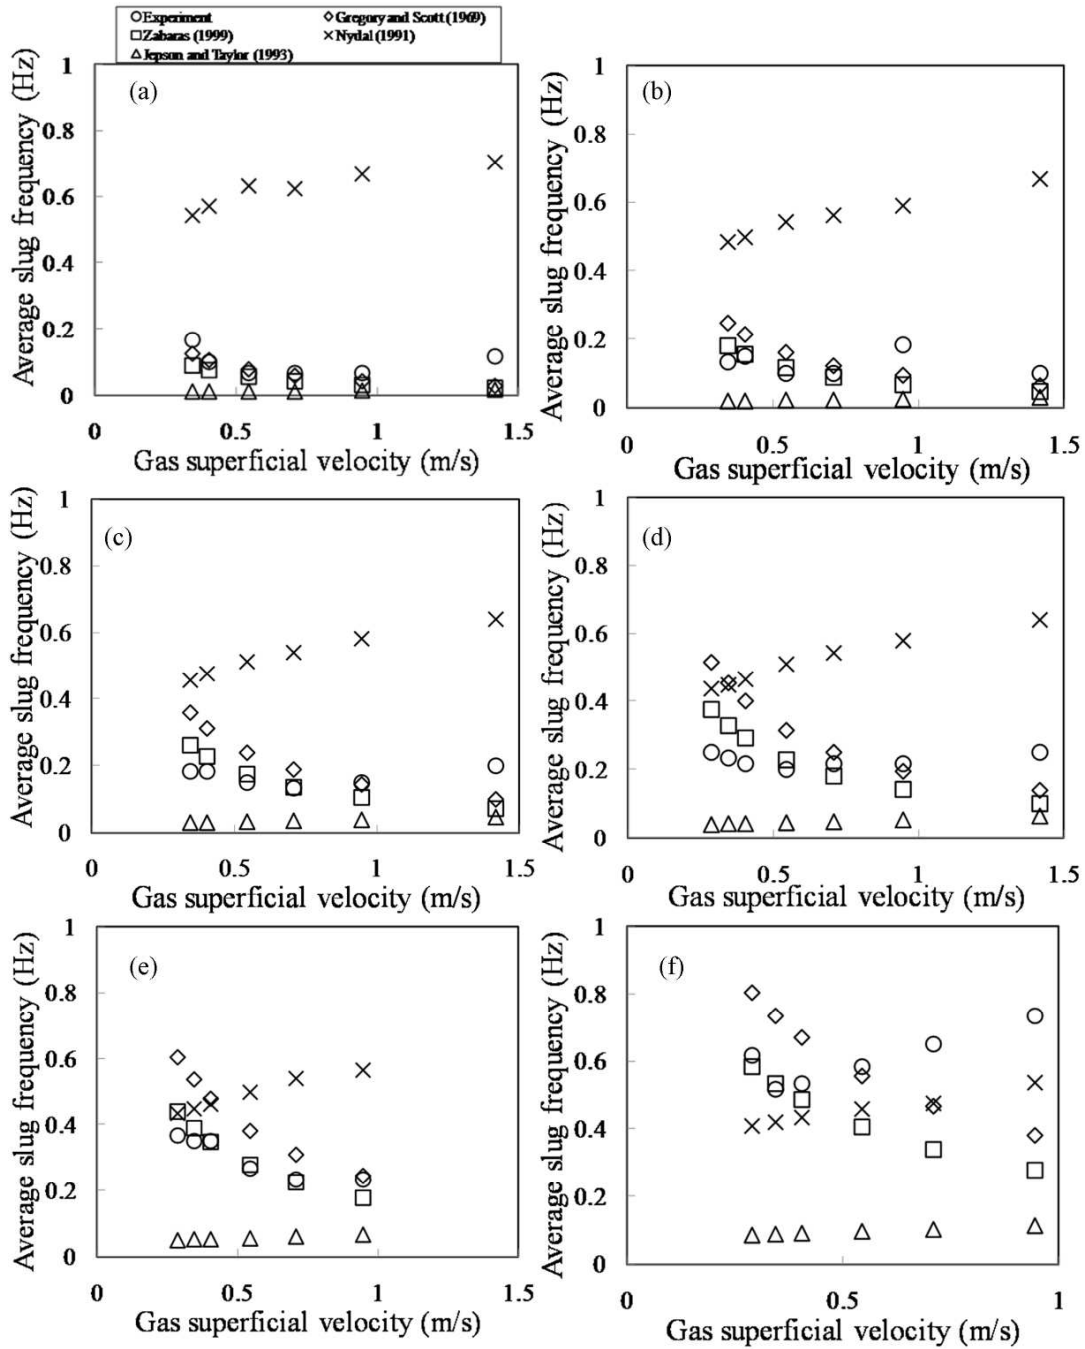 Experiment Gregory and Scott (1969)
Zabaras (1999) Nydal (1991)
Jepson and Taylor (1993)
(a)
Average slug frequency (Hz)
1
0.8
0.6
0.4
0.2
0
0 0.5 1 1.5
Gas superficial velocity (m/s)
(b)
Average slug frequency (Hz)
1
0.8
0.6
0.4
0.2
0
0 0.5 1 1.5
Gas superficial velocity (m/s)
(c)
Average slug frequency (Hz)
1
0.8
0.6
0.4
0.2
0
0 0.5 1 1.5
Gas superficial velocity (m/s)
(d)
Average slug frequency (Hz)
1
0.8
0.6
0.4
0.2
0
0 0.5 1 1.5
Gas superficial velocity (m/s)
(e)
Average slug frequency (Hz)
1
0.8
0.6
0.4
0.2
0
0 0.5 1 1.5
Gas superficial velocity (m/s)
(f)
Average slug frequency (Hz)
1
0.8
0.6
0.4
0.2
0
0 0.5 1
Gas superficial velocity (m/s)